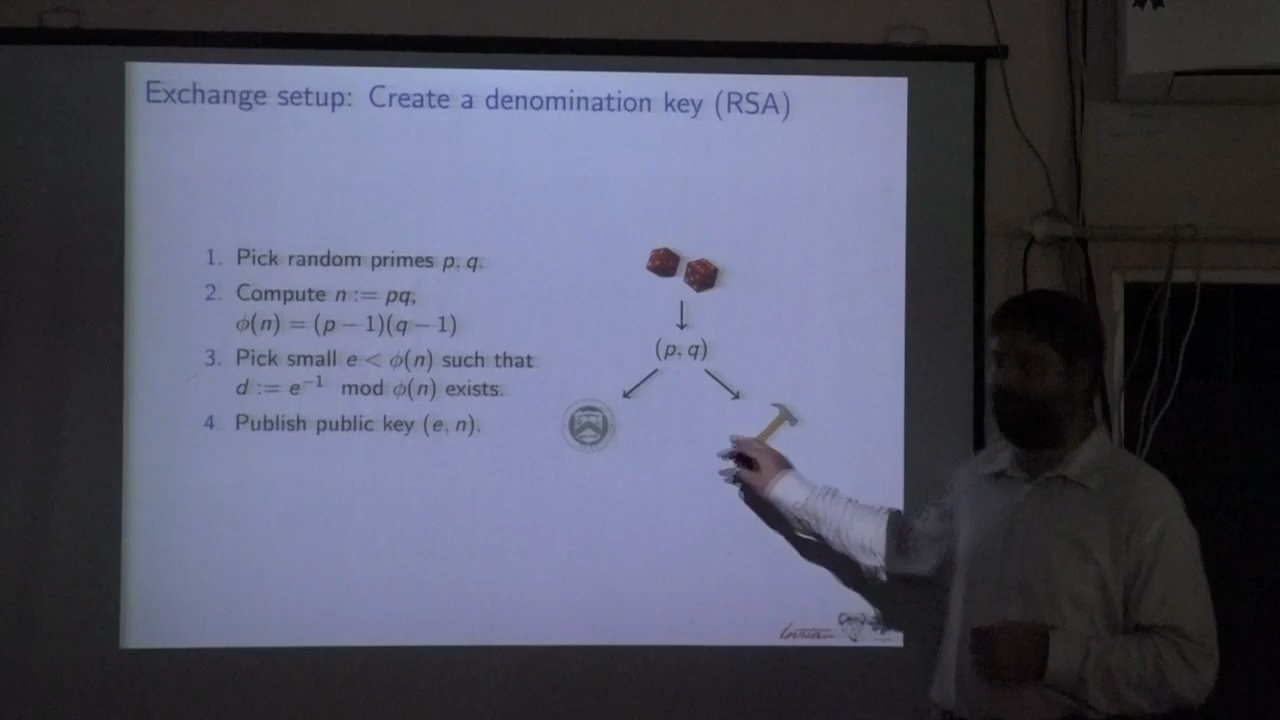 Exchange setup: Create a denomination key (RSA)
1. Pick random primes p, q.
2. Compute n := pq,
ϕ(n) = (p − 1)(q − 1)
3. Pick small e < ϕ(n) such that
d := e⁻¹ mod ϕ(n) exists.
4. Publish public key (e, n).
(p, q)
Inria